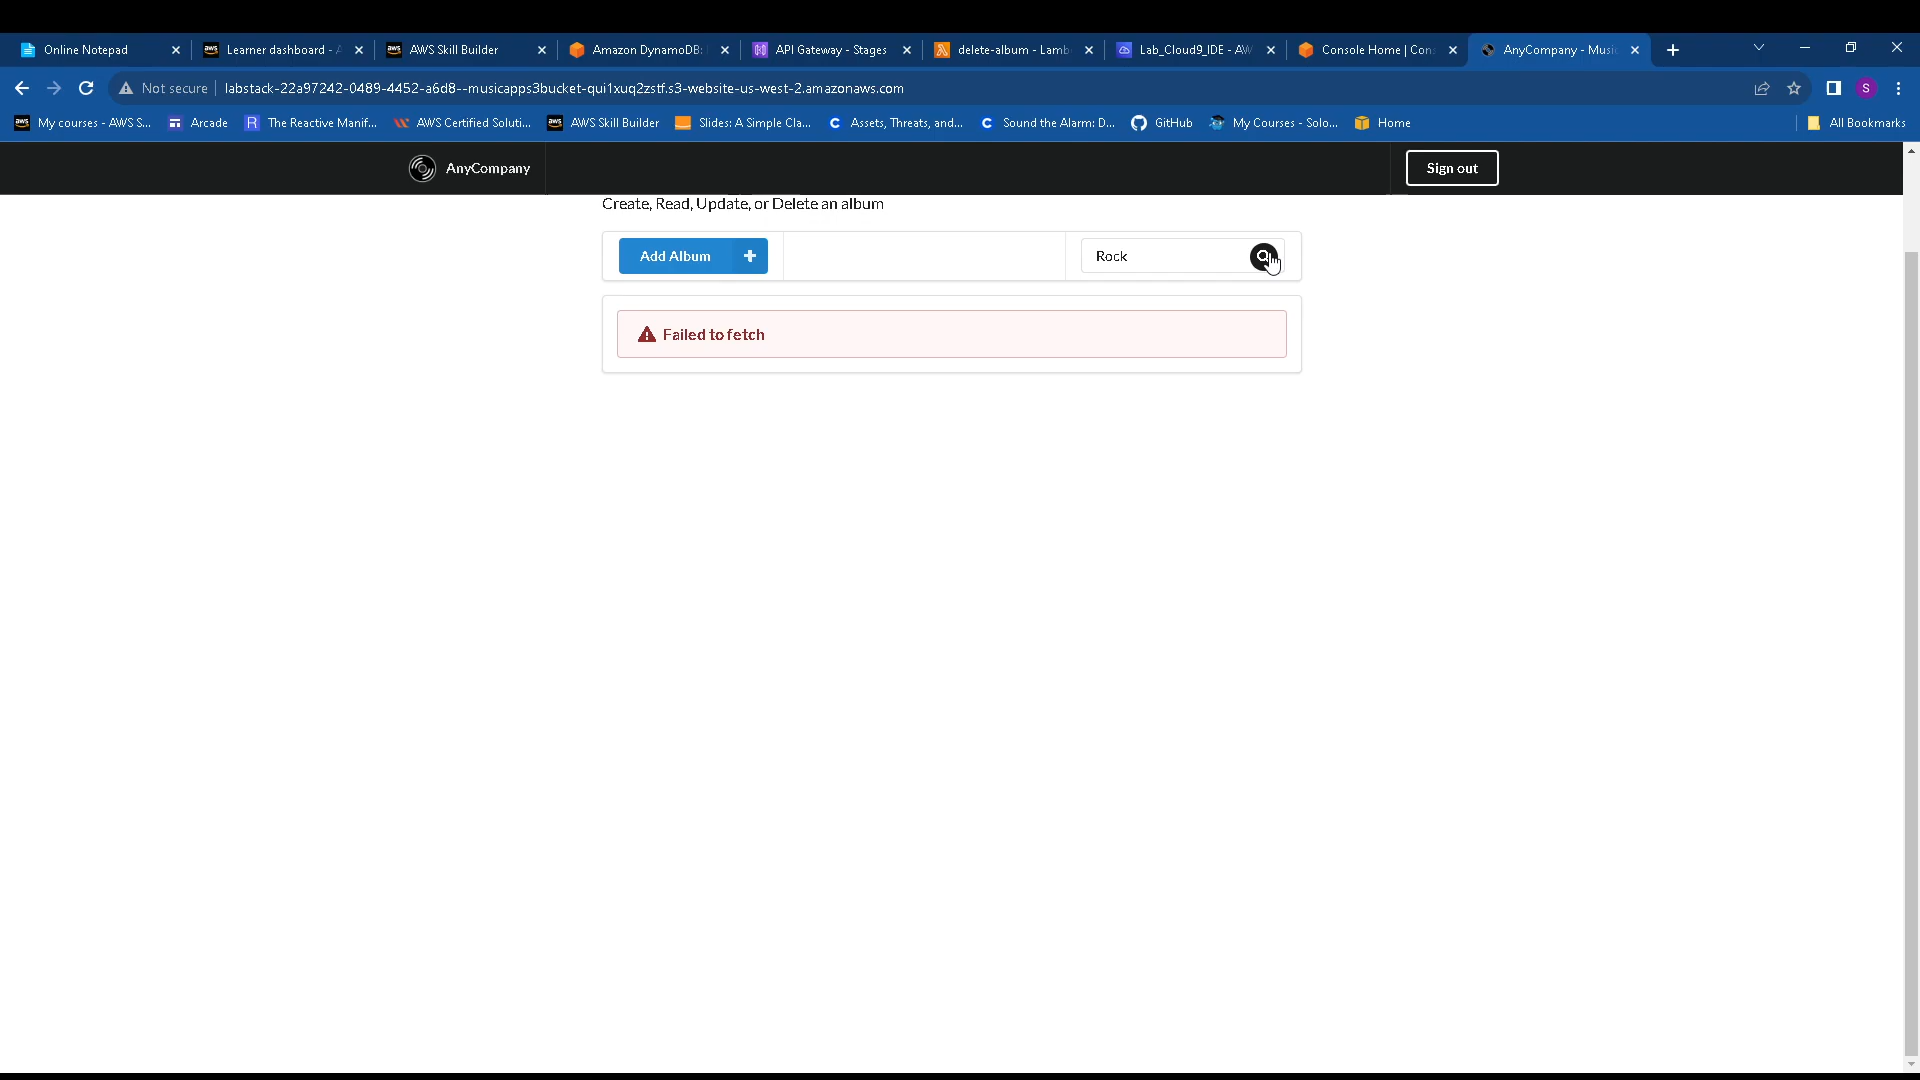 Online Notepad
Learner dashboard - A
AWS Skill Builder
Amazon DynamoDB:
API Gateway - Stages
delete-album - Lamb
Lab_Cloud9_IDE - AW
Console Home | Con
AnyCompany - Musi
Not secure
labstack-22a97242-0489-4452-a6d8--musicapps3bucket-qui1xuq2zstf.s3-website-us-west-2.amazonaws.com
S
aws My courses - AWS S...
Arcade
R The Reactive Manif...
AWS Certified Soluti...
aws AWS Skill Builder
Slides: A Simple Cla...
C Assets, Threats, and...
C Sound the Alarm: D...
GitHub
My Courses - Solo...
Home
All Bookmarks
AnyCompany
Sign out
Create, Read, Update, or Delete an album
Add Album
Rock
Failed to fetch